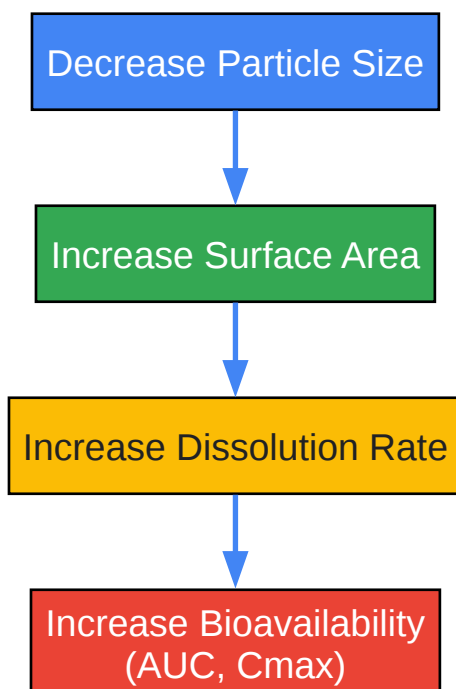 Decrease Particle Size
Increase Surface Area
Increase Dissolution Rate
Increase Bioavailability
(AUC, Cmax)